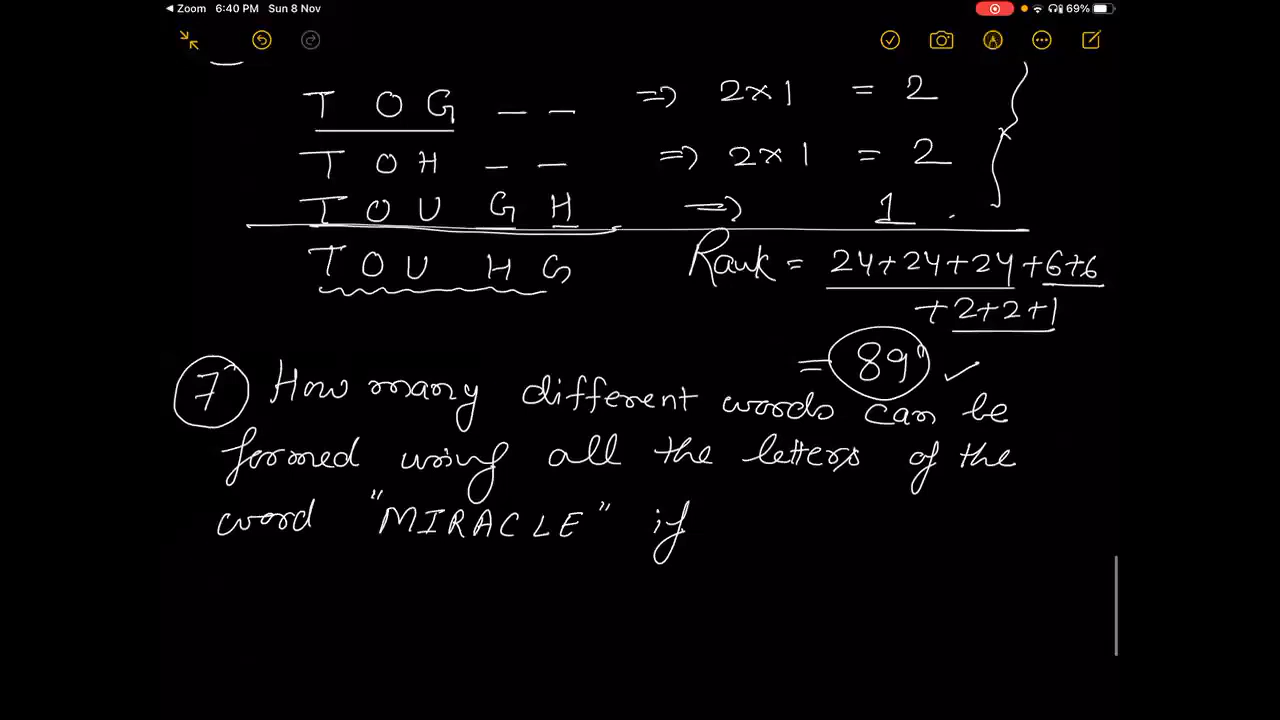 Zoom 6:40 PM Sun 8 Nov 69%
T O G _ _ => 2×1 = 2
T O H _ _ => 2×1 = 2
T O U G H => 1.
T O U H G Rank = 24+24+24+6+6
+2+2+1
= 89
7 How many different words can be
formed using all the letters of the
word "MIRACLE" if